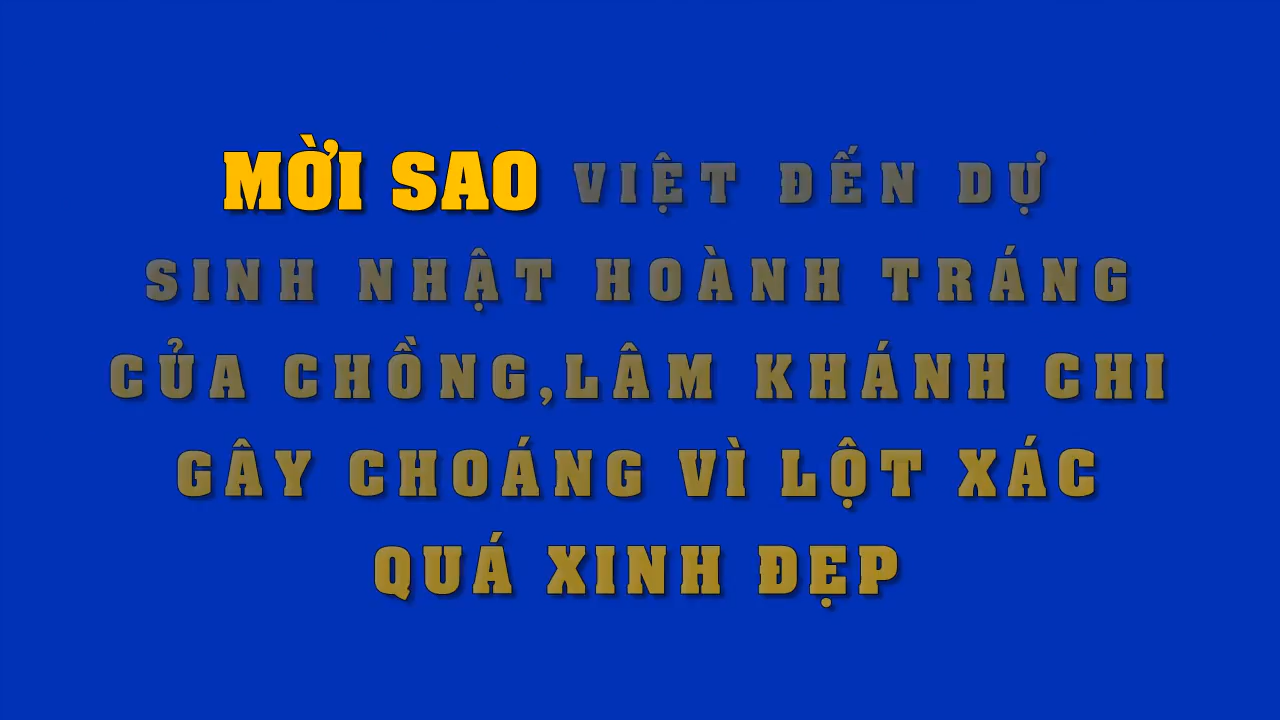 MỜI SAO VIỆT ĐẾN DỰ
SINH NHẬT HOÀNH TRÁNG
CỦA CHỒNG,LÂM KHÁNH CHI
GÂY CHOÁNG VÌ LỘT XÁC
QUÁ XINH ĐẸP